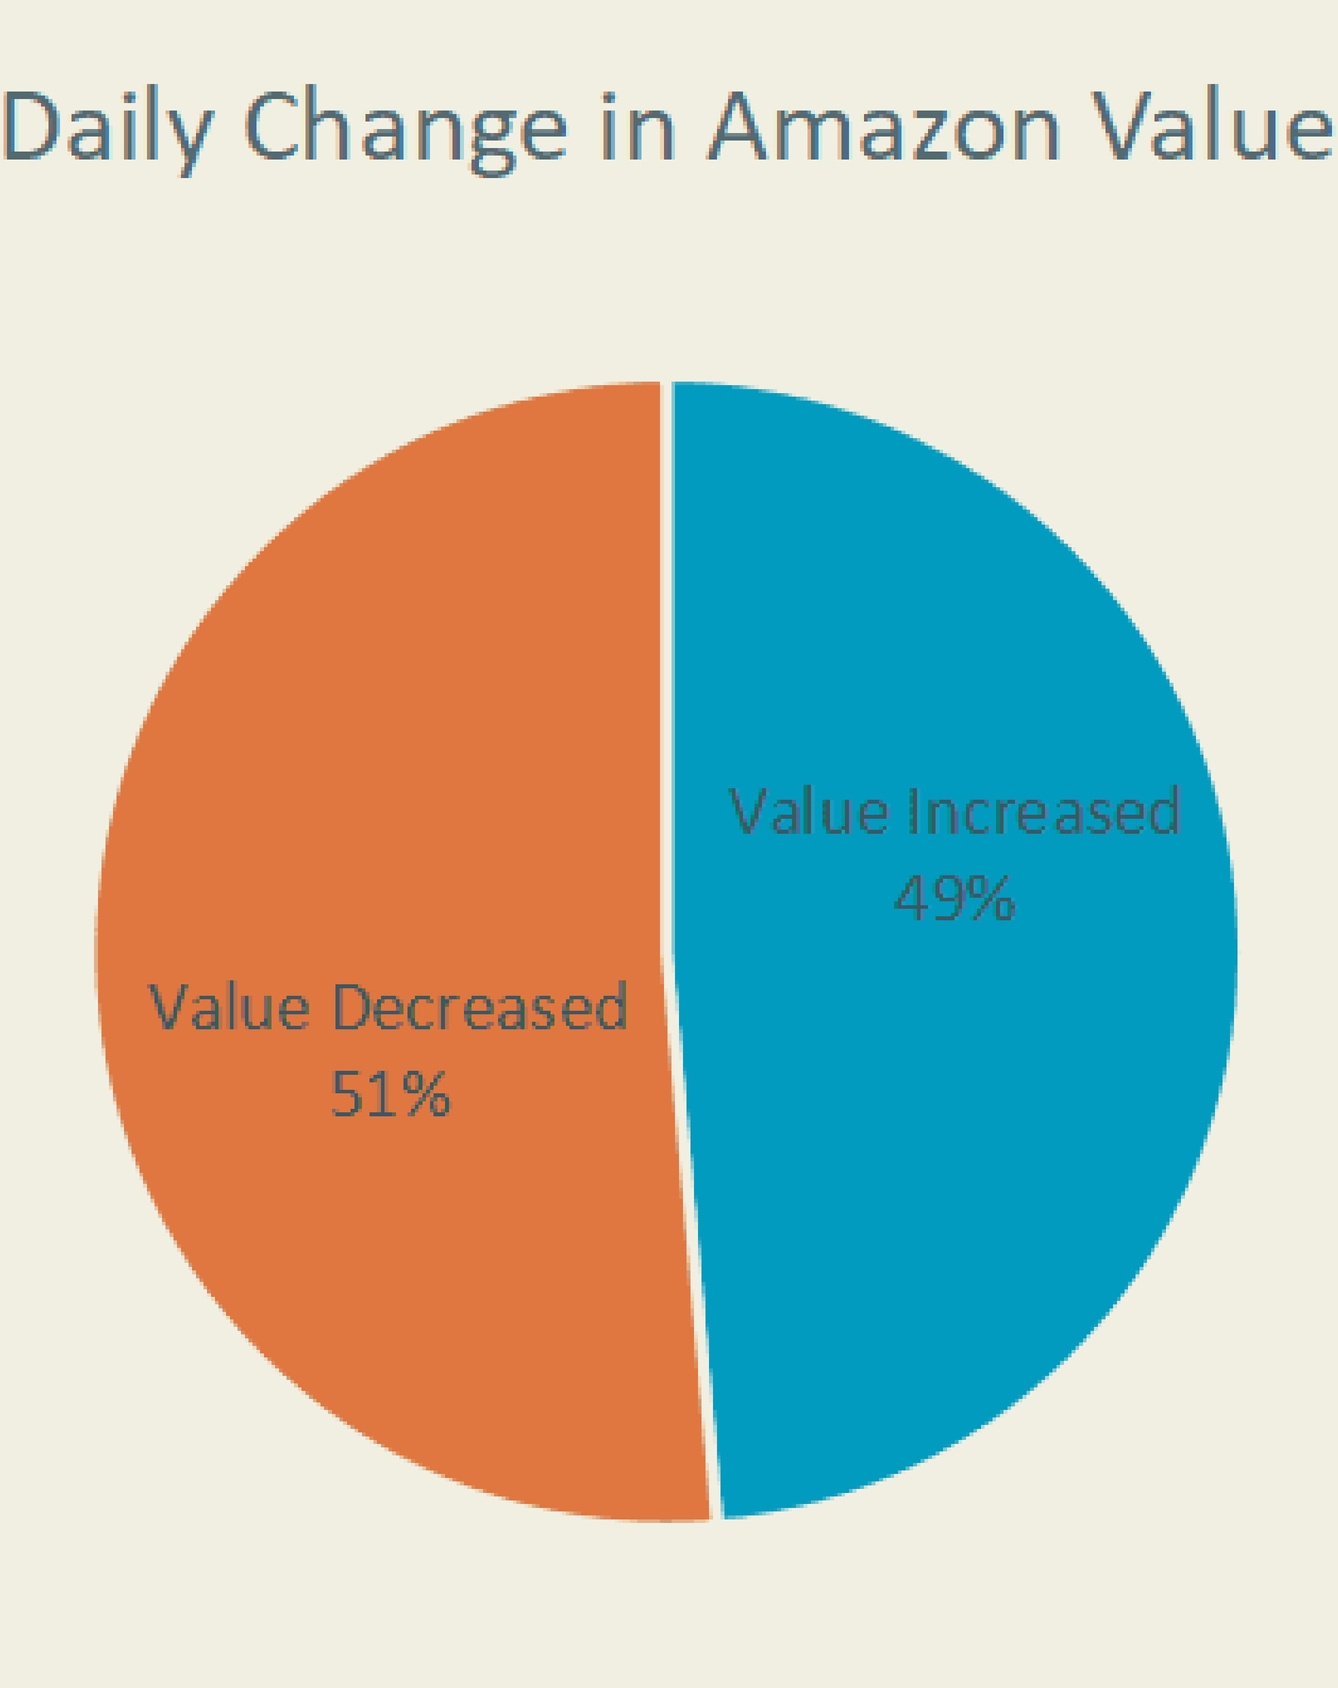 Daily Change in Amazon Value
Value Increased
49%
Value Decreased
51%